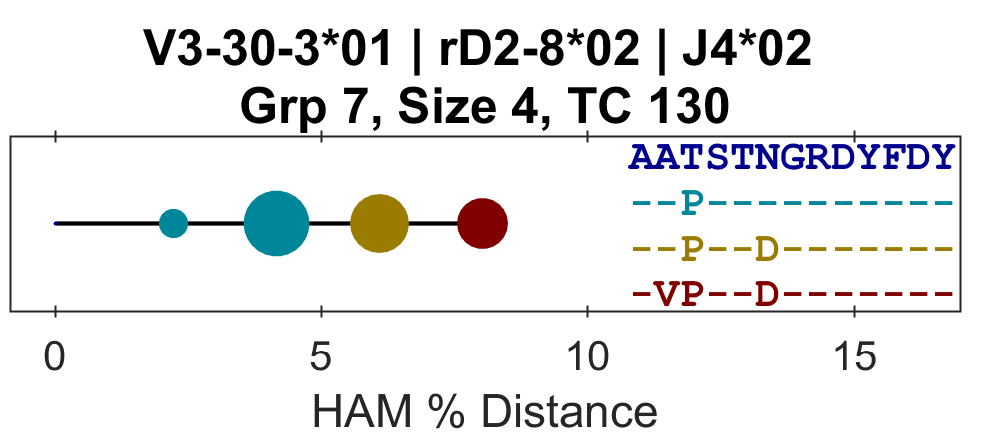 V3-30-3*01 | rD2-8*02 | J4*02
Grp 7, Size 4, TC 130
AATSTNGRDYFDY
--P----------
--P--D-------
-VP--D-------
0 5 10 15
HAM % Distance